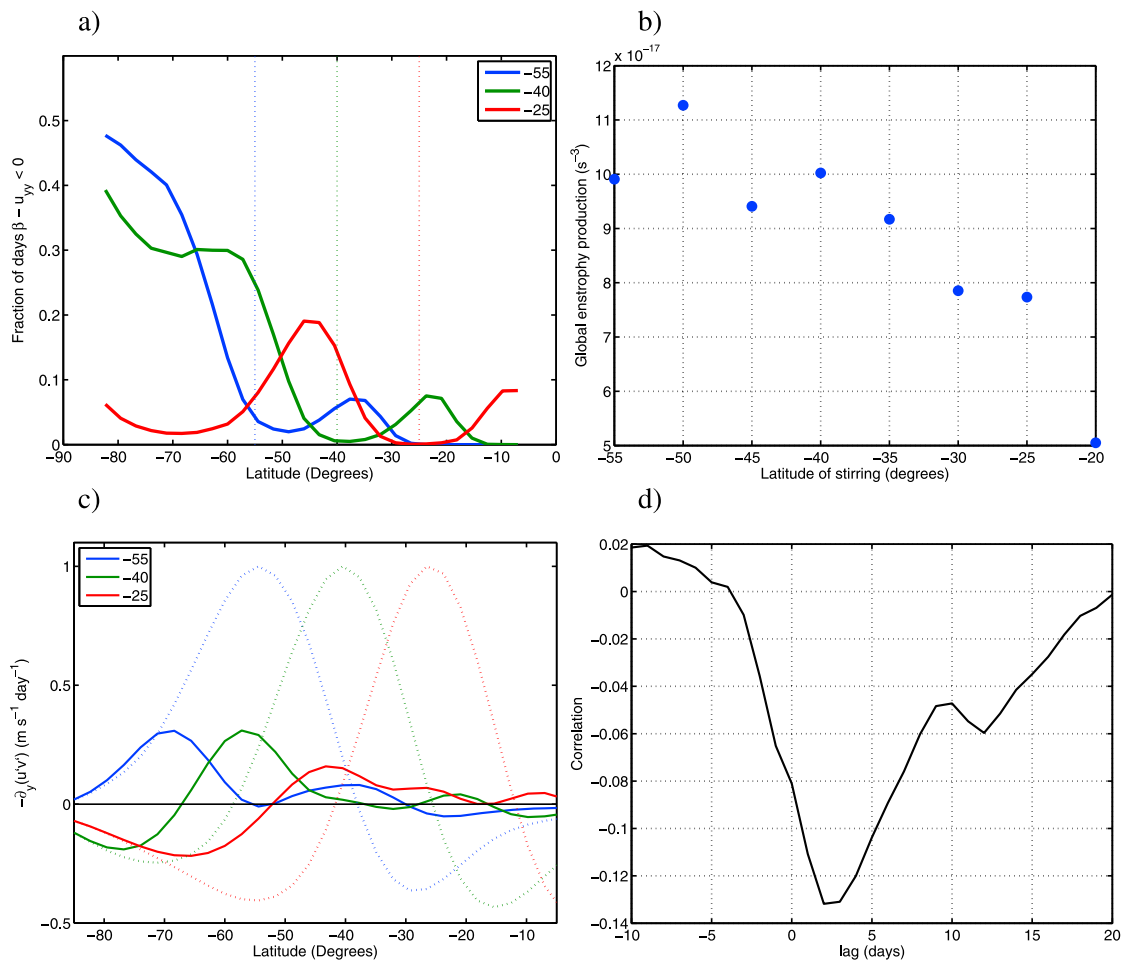 a)
−55
−40
−25
Fraction of days β − u_yy < 0
0.5
0.4
0.3
0.2
0.1
0
−90 −80 −70 −60 −50 −40 −30 −20 −10 0
Latitude (Degrees)
b)
x 10^−17
Global enstrophy production (s^−3)
12
11
10
9
8
7
6
5
−55 −50 −45 −40 −35 −30 −25 −20
Latitude of stirring (degrees)
c)
−55
−40
−25
−∂_y(u'v') (m s^−1 day^−1)
1
0.5
0
−0.5
−80 −70 −60 −50 −40 −30 −20 −10
Latitude (Degrees)
d)
Correlation
0.02
0
−0.02
−0.04
−0.06
−0.08
−0.1
−0.12
−0.14
−10 −5 0 5 10 15 20
lag (days)